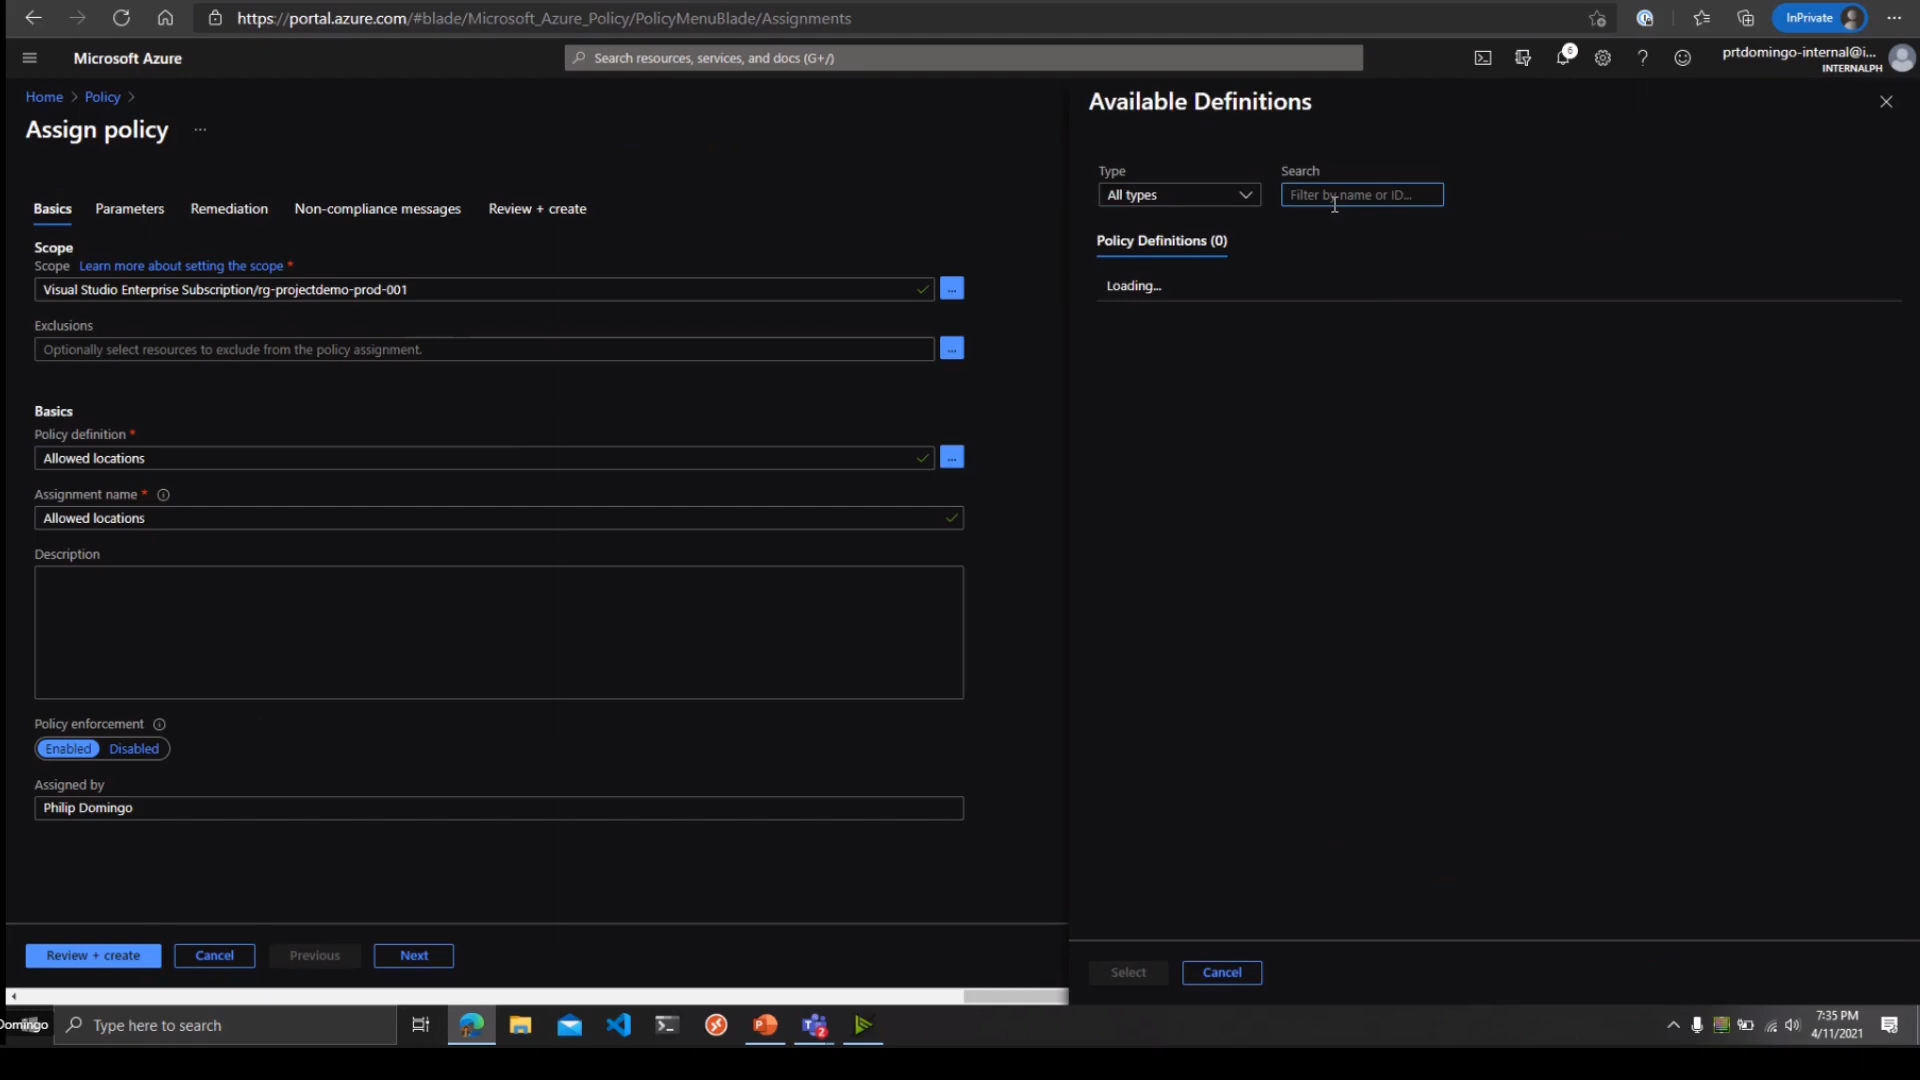 https://portal.azure.com/#blade/Microsoft_Azure_Policy/PolicyMenuBlade/Assignments
InPrivate
Microsoft Azure
Search resources, services, and docs (G+/)
6
prtdomingo-internal@i...
INTERNALPH
Home > Policy >
Assign policy ...
Basics Parameters Remediation Non-compliance messages Review + create
Scope
Scope Learn more about setting the scope *
Visual Studio Enterprise Subscription/rg-projectdemo-prod-001
...
Exclusions
Optionally select resources to exclude from the policy assignment.
...
Basics
Policy definition *
Allowed locations
...
Assignment name *
Allowed locations
Description
Policy enforcement
Enabled Disabled
Assigned by
Philip Domingo
Review + create Cancel Previous Next
Available Definitions
Type Search
All types Filter by name or ID...
Policy Definitions (0)
Loading...
Select Cancel
Domingo
Type here to search
2
7:35 PM
4/11/2021